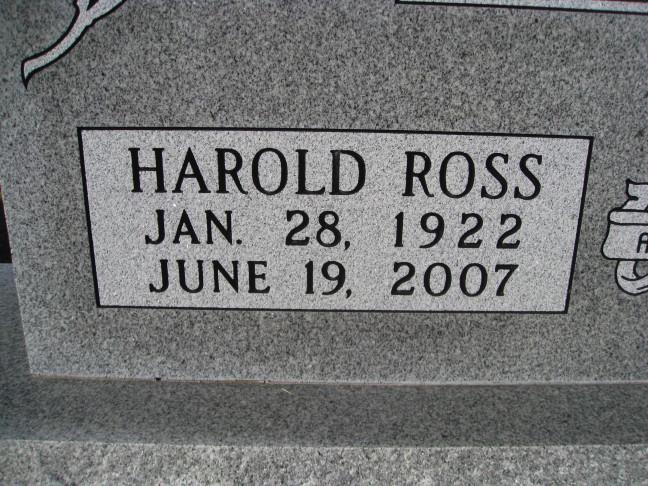 HAROLD ROSS
JAN. 28, 1922
JUNE 19, 2007